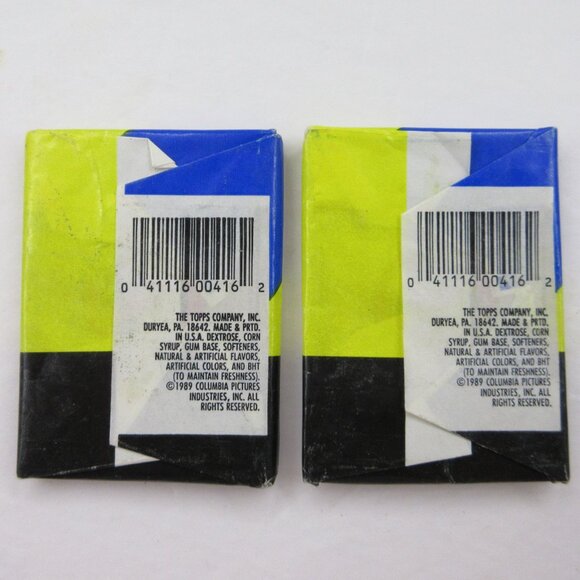 0 41116 00416 2
THE TOPPS COMPANY, INC.
DURYEA, PA. 18642. MADE & PRTD.
IN U.S.A. DEXTROSE, CORN
SYRUP, GUM BASE, SOFTENERS,
NATURAL & ARTIFICIAL FLAVORS,
ARTIFICIAL COLORS, AND BHT
(TO MAINTAIN FRESHNESS).
©1989 COLUMBIA PICTURES
INDUSTRIES, INC. ALL
RIGHTS RESERVED.
0 41116 00416 2
THE TOPPS COMPANY, INC.
DURYEA, PA. 18642. MADE & PRTD.
IN U.S.A. DEXTROSE, CORN
SYRUP, GUM BASE, SOFTENERS,
NATURAL & ARTIFICIAL FLAVORS,
ARTIFICIAL COLORS, AND BHT
(TO MAINTAIN FRESHNESS).
©1989 COLUMBIA PICTURES
INDUSTRIES, INC. ALL
RIGHTS RESERVED.